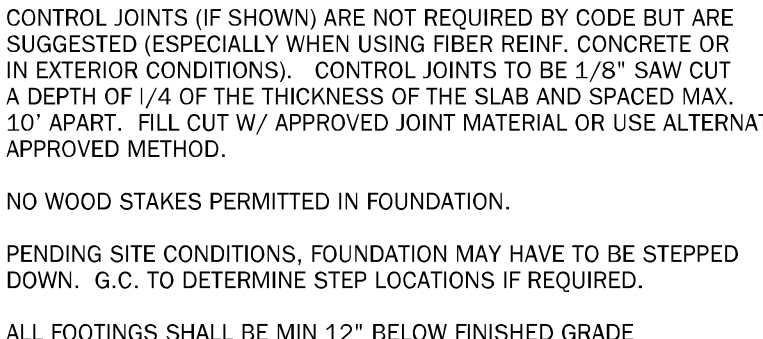 CONTROL JOINTS (IF SHOWN) ARE NOT REQUIRED BY CODE BUT ARE
SUGGESTED (ESPECIALLY WHEN USING FIBER REINF. CONCRETE OR
IN EXTERIOR CONDITIONS).   CONTROL JOINTS TO BE 1/8" SAW CUT
A DEPTH OF 1/4 OF THE THICKNESS OF THE SLAB AND SPACED MAX.
10' APART.  FILL CUT W/ APPROVED JOINT MATERIAL OR USE ALTERNAT
APPROVED METHOD.
NO WOOD STAKES PERMITTED IN FOUNDATION.
PENDING SITE CONDITIONS, FOUNDATION MAY HAVE TO BE STEPPED
DOWN.  G.C. TO DETERMINE STEP LOCATIONS IF REQUIRED.
ALL FOOTINGS SHALL BE MIN 12" BELOW FINISHED GRADE